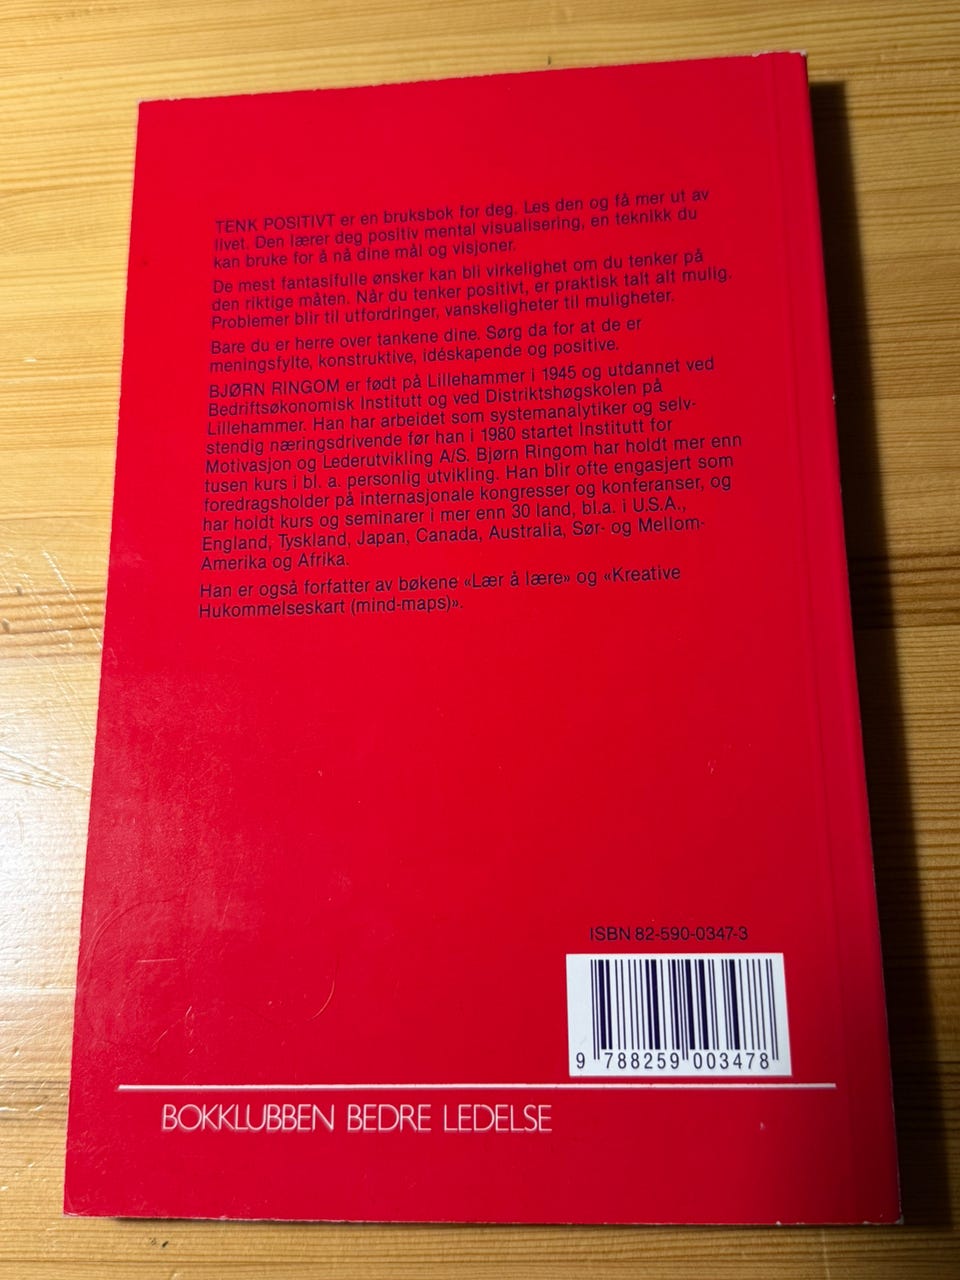 TENK POSITIVT er en bruksbok for deg. Les den og få mer ut av
livet. Den lærer deg positiv mental visualisering, en teknikk du
kan bruke for å nå dine mål og visjoner.
De mest fantasifulle ønsker kan bli virkelighet om du tenker på
den riktige måten. Når du tenker positivt, er praktisk talt alt mulig.
Problemer blir til utfordringer, vanskeligheter til muligheter.
Bare du er herre over tankene dine. Sørg da for at de er
meningsfylte, konstruktive, idéskapende og positive.
BJØRN RINGOM er født på Lillehammer i 1945 og utdannet ved
Bedriftsøkonomisk Institutt og ved Distriktshøgskolen på
Lillehammer. Han har arbeidet som systemanalytiker og selv-
stendig næringsdrivende før han i 1980 startet Institutt for
Motivasjon og Lederutvikling A/S. Bjørn Ringom har holdt mer enn
tusen kurs i bl. a. personlig utvikling. Han blir ofte engasjert som
foredragsholder på internasjonale kongresser og konferanser, og
har holdt kurs og seminarer i mer enn 30 land, bl.a. i U.S.A.,
England, Tyskland, Japan, Canada, Australia, Sør- og Mellom-
Amerika og Afrika.
Han er også forfatter av bøkene «Lær å lære» og «Kreative
Hukommelseskart (mind-maps)».
ISBN 82-590-0347-3
9 788259 003478
BOKKLUBBEN BEDRE LEDELSE